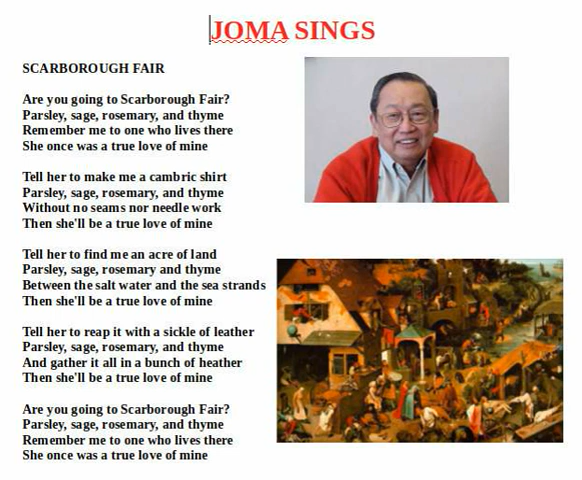 JOMA SINGS
SCARBOROUGH FAIR
Are you going to Scarborough Fair?
Parsley, sage, rosemary, and thyme
Remember me to one who lives there
She once was a true love of mine
Tell her to make me a cambric shirt
Parsley, sage, rosemary, and thyme
Without no seams nor needle work
Then she'll be a true love of mine
Tell her to find me an acre of land
Parsley, sage, rosemary and thyme
Between the salt water and the sea strands
Then she'll be a true love of mine
Tell her to reap it with a sickle of leather
Parsley, sage, rosemary, and thyme
And gather it all in a bunch of heather
Then she'll be a true love of mine
Are you going to Scarborough Fair?
Parsley, sage, rosemary, and thyme
Remember me to one who lives there
She once was a true love of mine